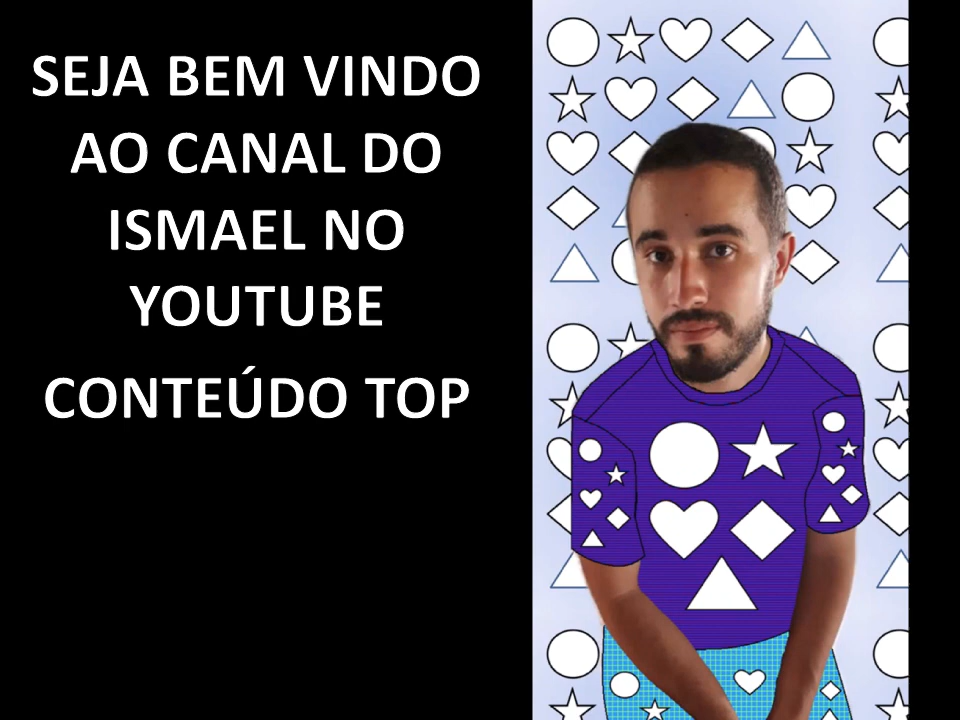 SEJA BEM VINDO
AO CANAL DO
ISMAEL NO
YOUTUBE
CONTEÚDO TOP